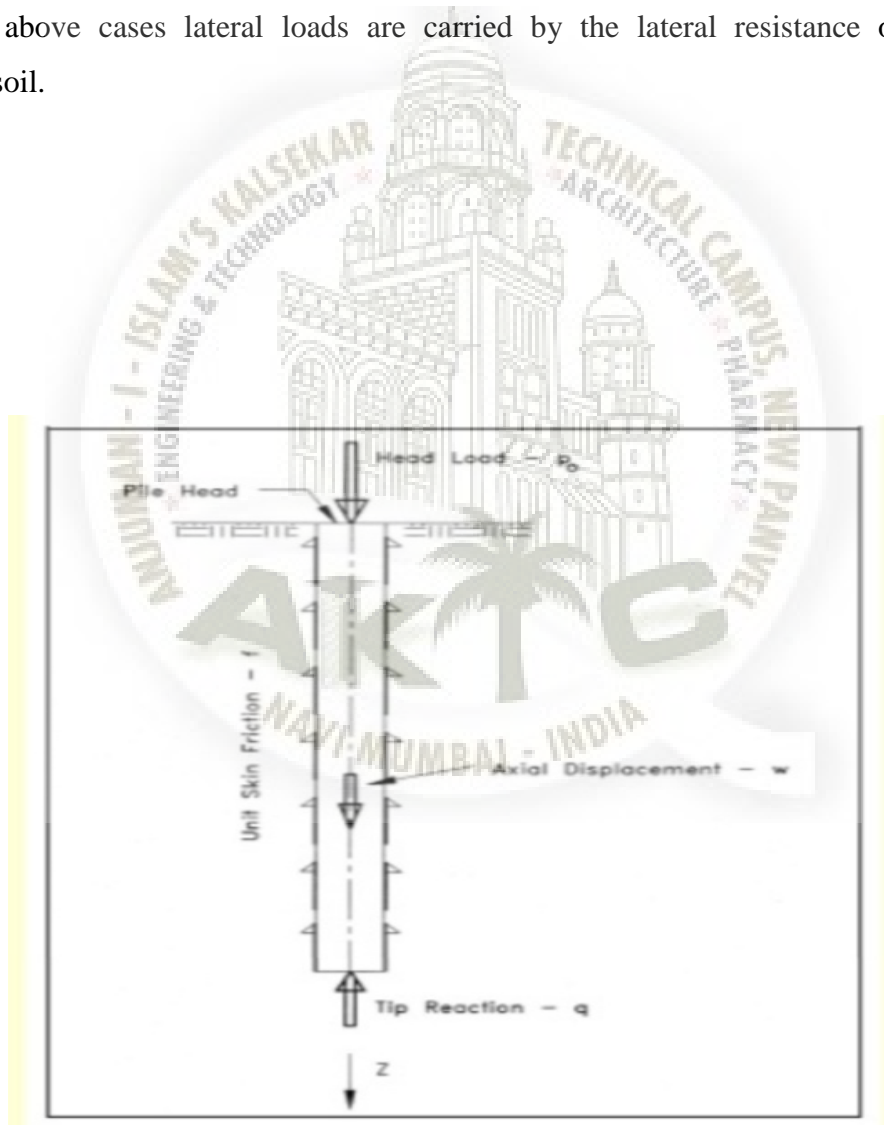 above cases lateral loads are carried by the lateral resistance o
soil.
ANJUMAN - I - ISLAM'S KALSEKAR TECHNICAL CAMPUS, NEW PANVEL
ENGINEERING & TECHNOLOGY ARCHITECTURE PHARMACY
Head Load - Po
Pile Head
AKTC
Unit Skin Friction - f
NAVI-MUMBAI - INDIA
Axial Displacement - w
Tip Reaction - q
Z